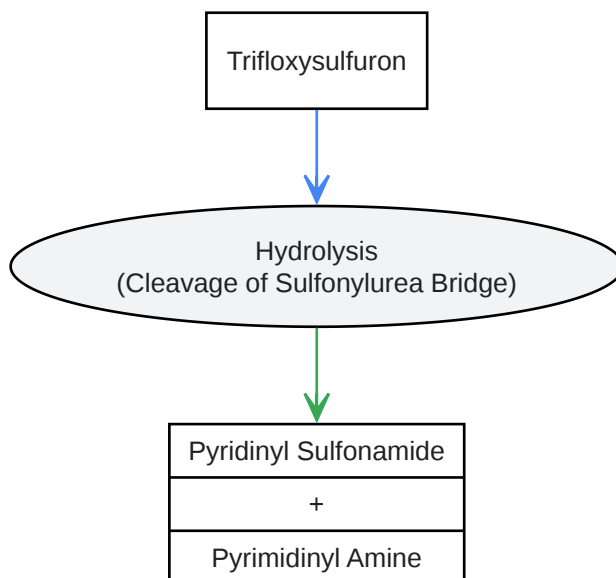 Trifloxysulfuron
Hydrolysis
(Cleavage of Sulfonylurea Bridge)
Pyridinyl Sulfonamide
+
Pyrimidinyl Amine